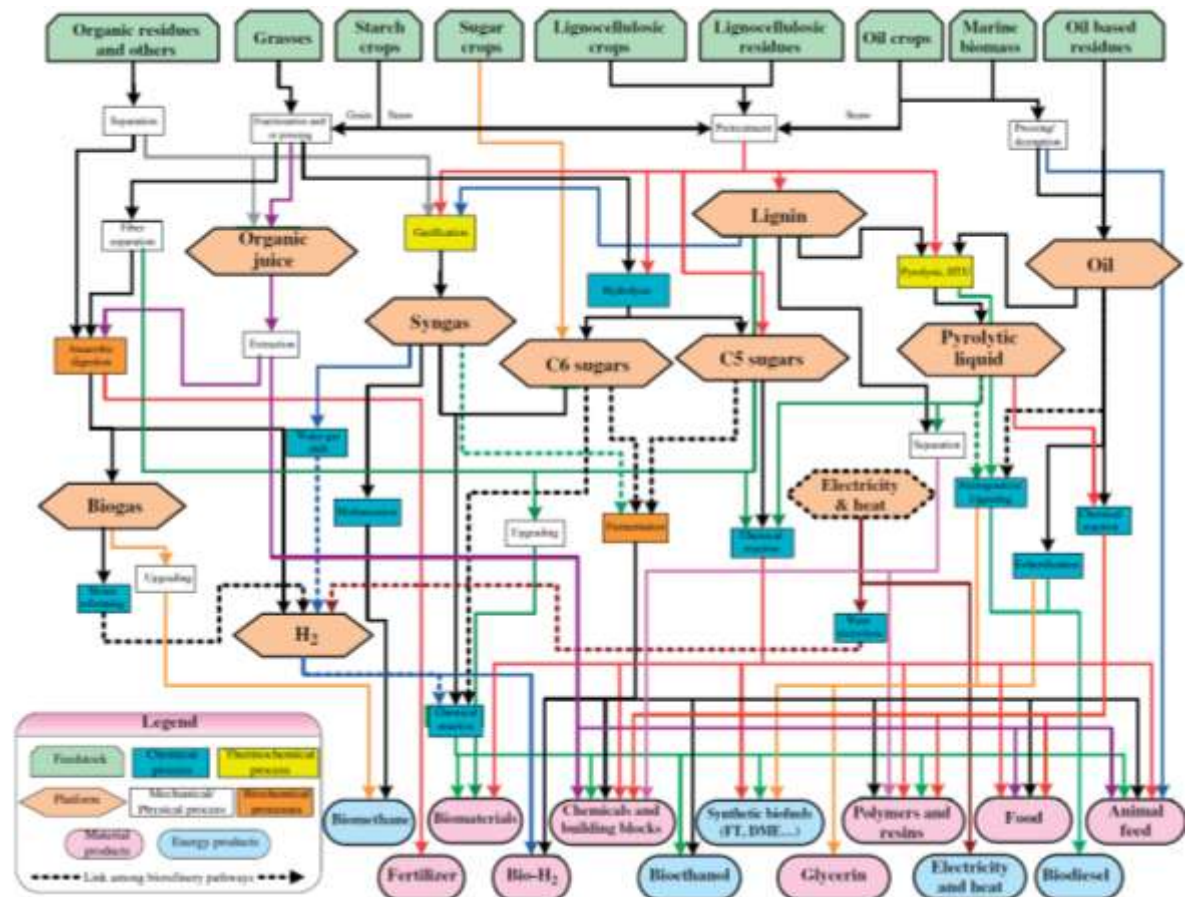 Organic residues
and others
Grasses
Starch
crops
Sugar
crops
Lignocellulosic
crops
Lignocellulosic
residues
Oil crops
Marine
biomass
Oil based
residues
Separation
Grain
Straw
Pretreatment
Straw
Fiber
separation
Organic
juice
Gasification
Lignin
Pyrolysis, HTU
Oil
Hydrolysis
Syngas
C6 sugars
C5 sugars
Pyrolytic
liquid
Extraction
Anaerobic
digestion
Separation
Biogas
Electricity
& heat
Upgrading
Fermentation
Chemical
reaction
Chemical
reaction
Esterification
Upgrading
H2
Chemical
reaction
Legend
Feedstock
Chemical
process
Thermochemical
process
Platform
Mechanical/
Physical process
Biochemical
processes
Material
products
Energy products
Link among biorefinery pathways
Biomethane
Biomaterials
Chemicals and
building blocks
Synthetic biofuels
(FT, DME...)
Polymers and
resins
Food
Animal
feed
Fertilizer
Bio-H2
Bioethanol
Glycerin
Electricity
and heat
Biodiesel